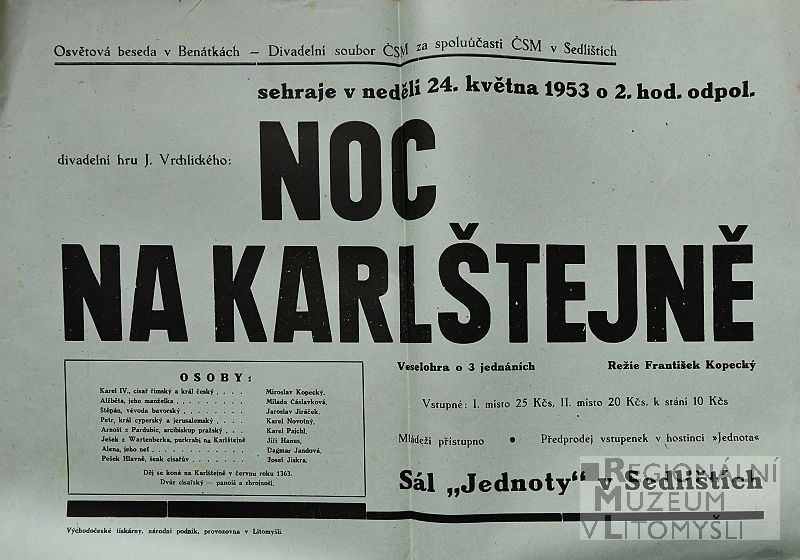 Osvětová beseda v Benátkách – Divadelní soubor ČSM za spoluúčasti ČSM v Sedlištích
sehraje v neděli 24. května 1953 o 2. hod. odpol.
divadelní hru J. Vrchlického:
NOC
NA KARLŠTEJNĚ
OSOBY:
Karel IV., císař římský a král český . . . . Miroslav Kopecký,
Alžběta, jeho manželka . . . . . . . . . Milada Čáslavková,
Štěpán, vévoda bavorský . . . . . . . . Jaroslav Jiráček,
Petr, král cyperský a jerusalemský . . . . Karel Novotný,
Arnošt z Pardubic, arcibiskup pražský . . . Karel Pajchl,
Ješek z Wartenberka, purkrabí na Karlštejně Jiří Hanus,
Alena, jeho neť . . . . . . . . . . . Dagmar Jandová,
Pešek Hlavně, šenk císařův . . . . . . . Josef Jiskra.
Děj se koná na Karlštejně v červnu roku 1363.
Dvůr císařský — panoši a zbrojnoši.
Veselohra o 3 jednáních Režie František Kopecký
Vstupné: I. místo 25 Kčs, II. místo 20 Kčs, k stání 10 Kčs
Mládeži přístupno • Předprodej vstupenek v hostinci »Jednota«
Sál „Jednoty" v Sedlištích
Východočeské tiskárny, národní podnik, provozovna v Litomyšli.
REGIONÁLNÍ
MUZEUM
V LITOMYŠLI